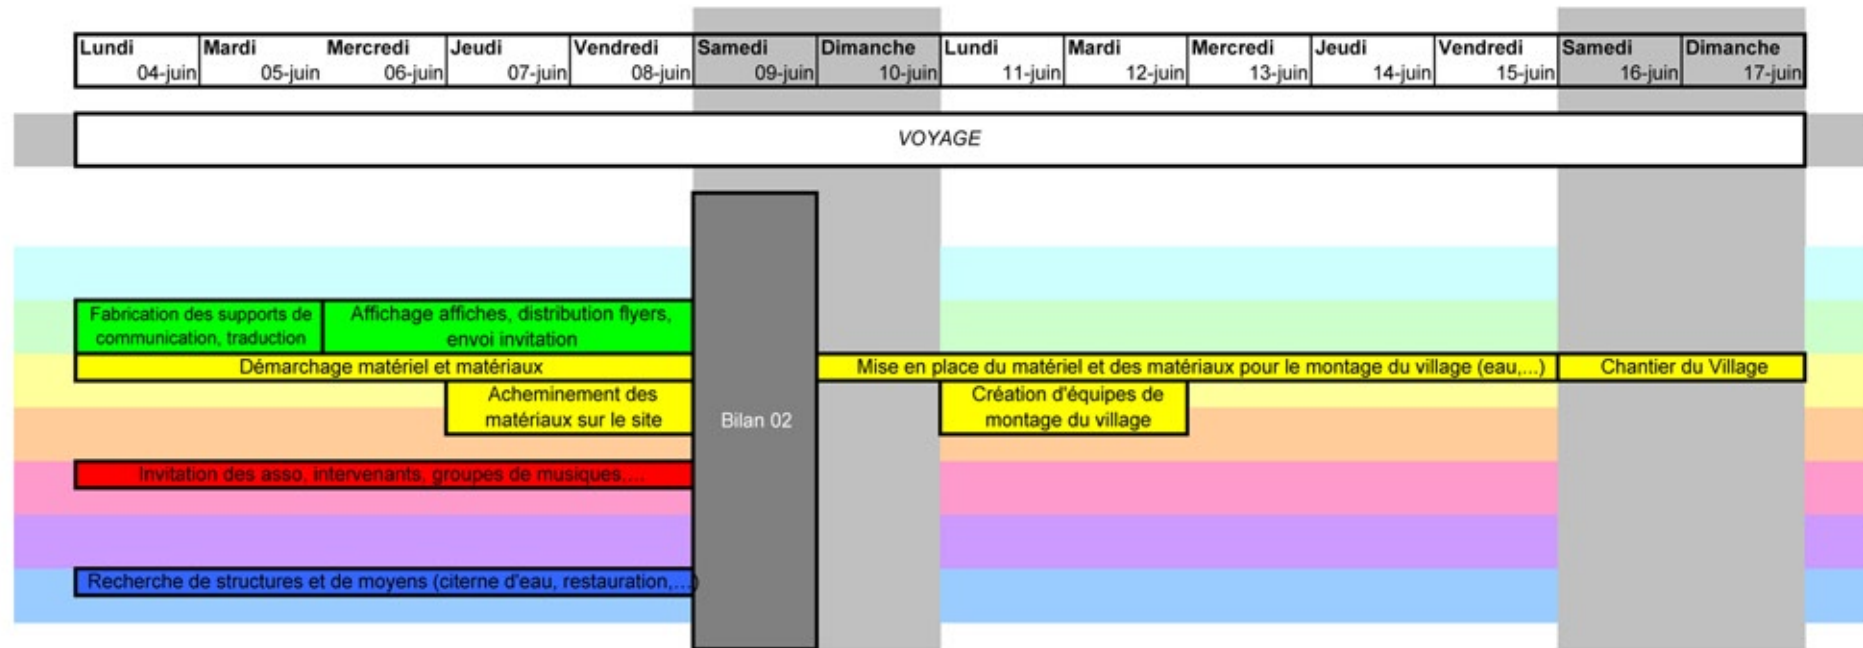 Lundi Mardi Mercredi Jeudi Vendredi Samedi Dimanche Lundi Mardi Mercredi Jeudi Vendredi Samedi Dimanche
04-juin 05-juin 06-juin 07-juin 08-juin 09-juin 10-juin 11-juin 12-juin 13-juin 14-juin 15-juin 16-juin 17-juin
VOYAGE
Fabrication des supports de
communication, traduction
Affichage affiches, distribution flyers,
envoi invitation
Démarchage matériel et matériaux
Mise en place du matériel et des matériaux pour le montage du village (eau,...)
Chantier du Village
Acheminement des
matériaux sur le site
Bilan 02
Création d'équipes de
montage du village
Invitation des asso, intervenants, groupes de musiques,...
Recherche de structures et de moyens (citerne d'eau, restauration,...)